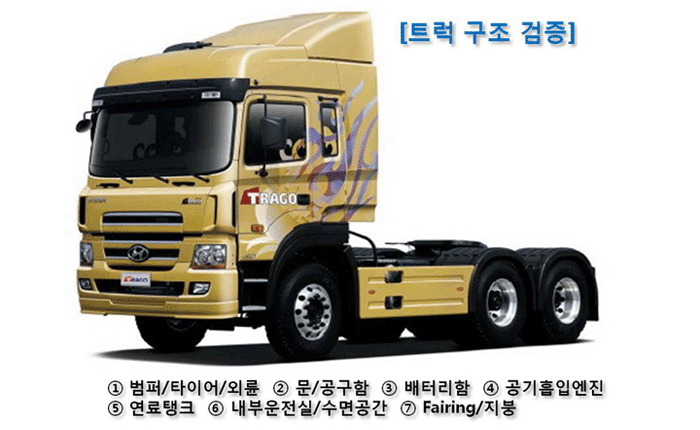 [트럭 구조 검증]
TRAGO
TRAGO
① 범퍼/타이어/외륜 ② 문/공구함 ③ 배터리함 ④ 공기흡입엔진
⑤ 연료탱크 ⑥ 내부운전실/수면공간 ⑦ Fairing/지붕